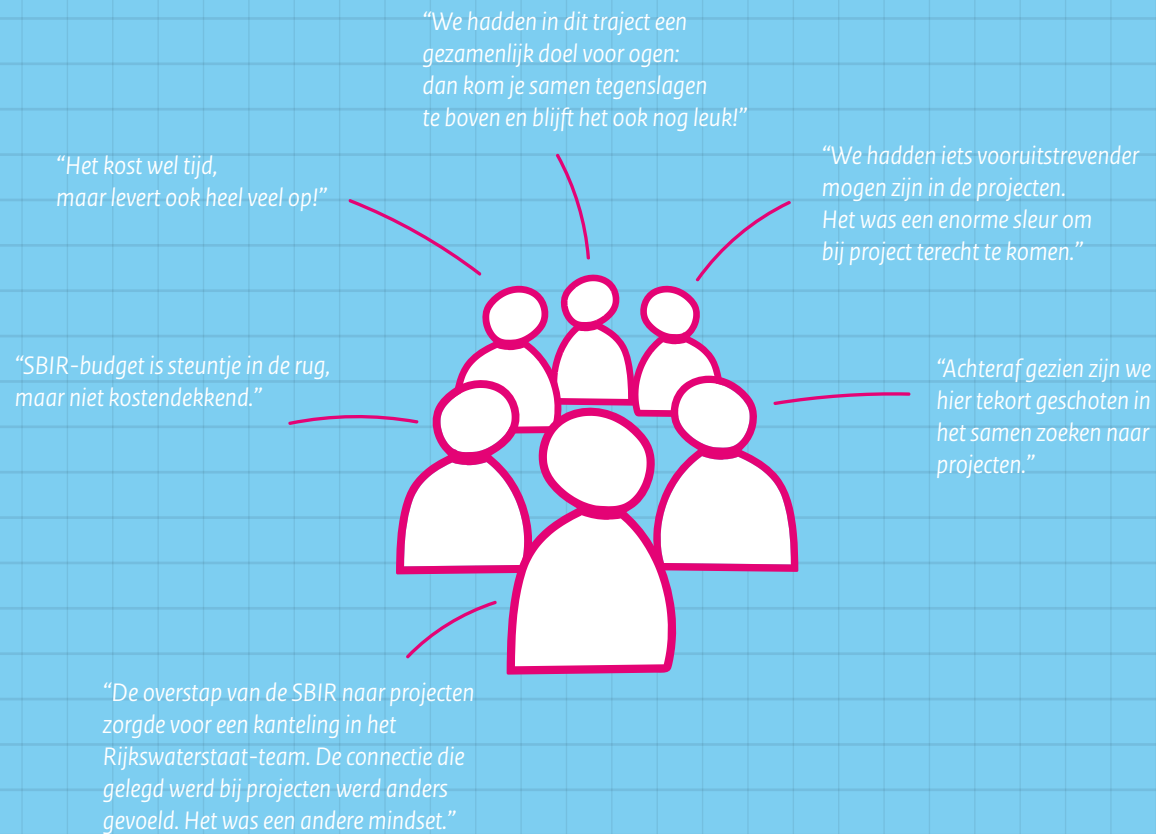 “We hadden in dit traject een
gezamenlijk doel voor ogen:
dan kom je samen tegenslagen
te boven en blijft het ook nog leuk!”
“Het kost wel tijd,
maar levert ook heel veel op!”
“We hadden iets vooruitstrevender
mogen zijn in de projecten.
Het was een enorme sleur om
bij project terecht te komen.”
“SBIR-budget is steuntje in de rug,
maar niet kostendekkend.”
“Achteraf gezien zijn we
hier tekort geschoten in
het samen zoeken naar
projecten.”
“De overstap van de SBIR naar projecten
zorgde voor een kanteling in het
Rijkswaterstaat-team. De connectie die
gelegd werd bij projecten werd anders
gevoeld. Het was een andere mindset.”